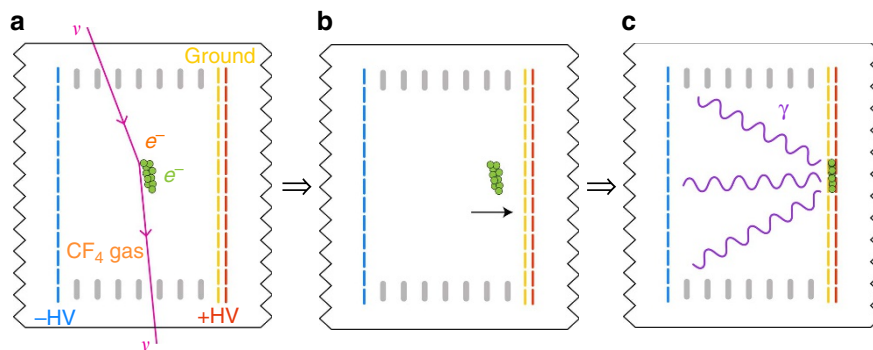 a
b
c
ν
Ground
γ
e⁻
e⁻
CF₄ gas
–HV
+HV
ν